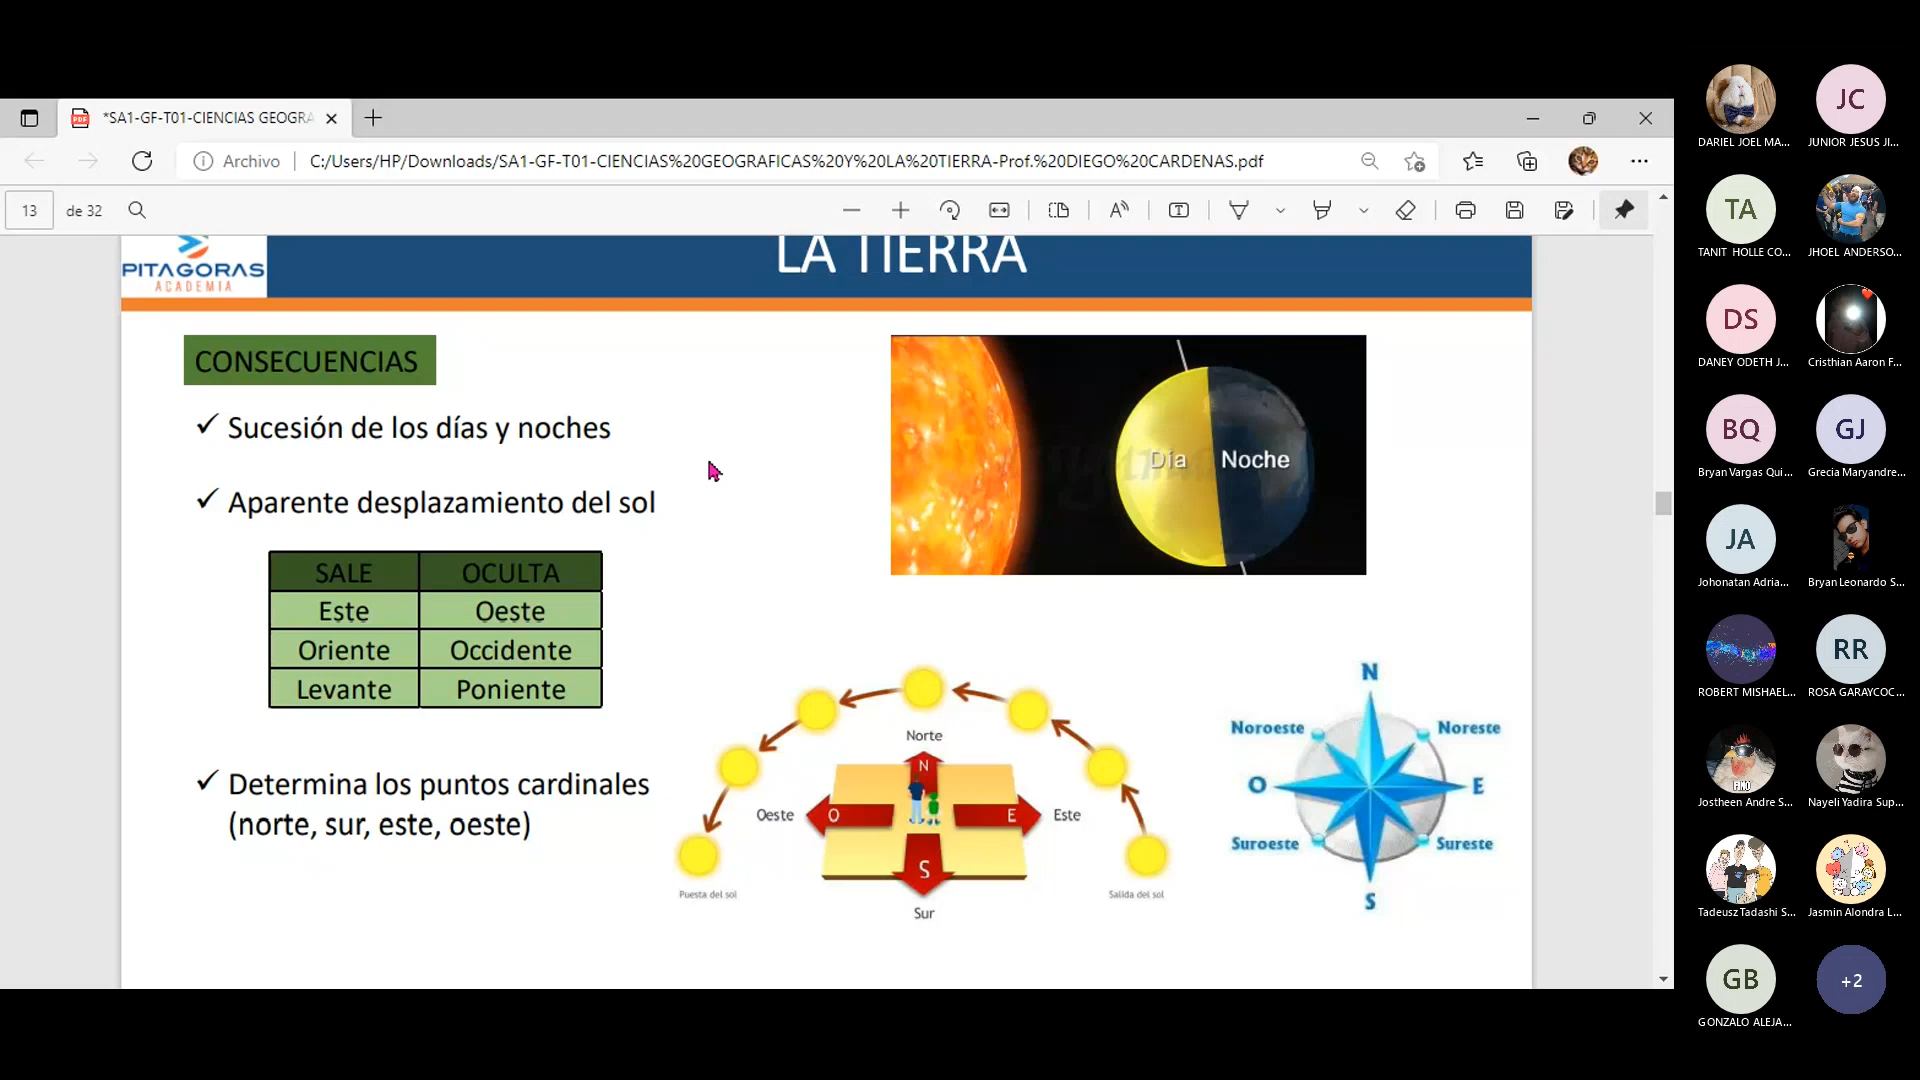 *SA1-GF-T01-CIENCIAS GEOGRA
Archivo
C:/Users/HP/Downloads/SA1-GF-T01-CIENCIAS%20GEOGRAFICAS%20Y%20LA%20TIERRA-Prof.%20DIEGO%20CARDENAS.pdf
13 de 32
PITAGORAS
ACADEMIA
LA TIERRA
CONSECUENCIAS
✓ Sucesión de los días y noches
✓ Aparente desplazamiento del sol
SALE OCULTA
Este Oeste
Oriente Occidente
Levante Poniente
✓ Determina los puntos cardinales
(norte, sur, este, oeste)
Día Noche
Norte
N
Oeste O E Este
S
Sur
Puesta del sol
Salida del sol
N
Noroeste Noreste
O E
Suroeste Sureste
S
DARIEL JOEL MA...
JC
JUNIOR JESUS JI...
TA
TANIT HOLLE CO...
JHOEL ANDERSO...
DS
DANEY ODETH J...
Cristhian Aaron F...
BQ
Bryan Vargas Qui...
GJ
Grecia Maryandre...
JA
Johonatan Adria...
Bryan Leonardo S...
ROBERT MISHAEL...
RR
ROSA GARAYCOC...
Jostheen Andre S...
Nayeli Yadira Sup...
Tadeusz Tadashi S...
Jasmin Alondra L...
GB
GONZALO ALEJA...
+2